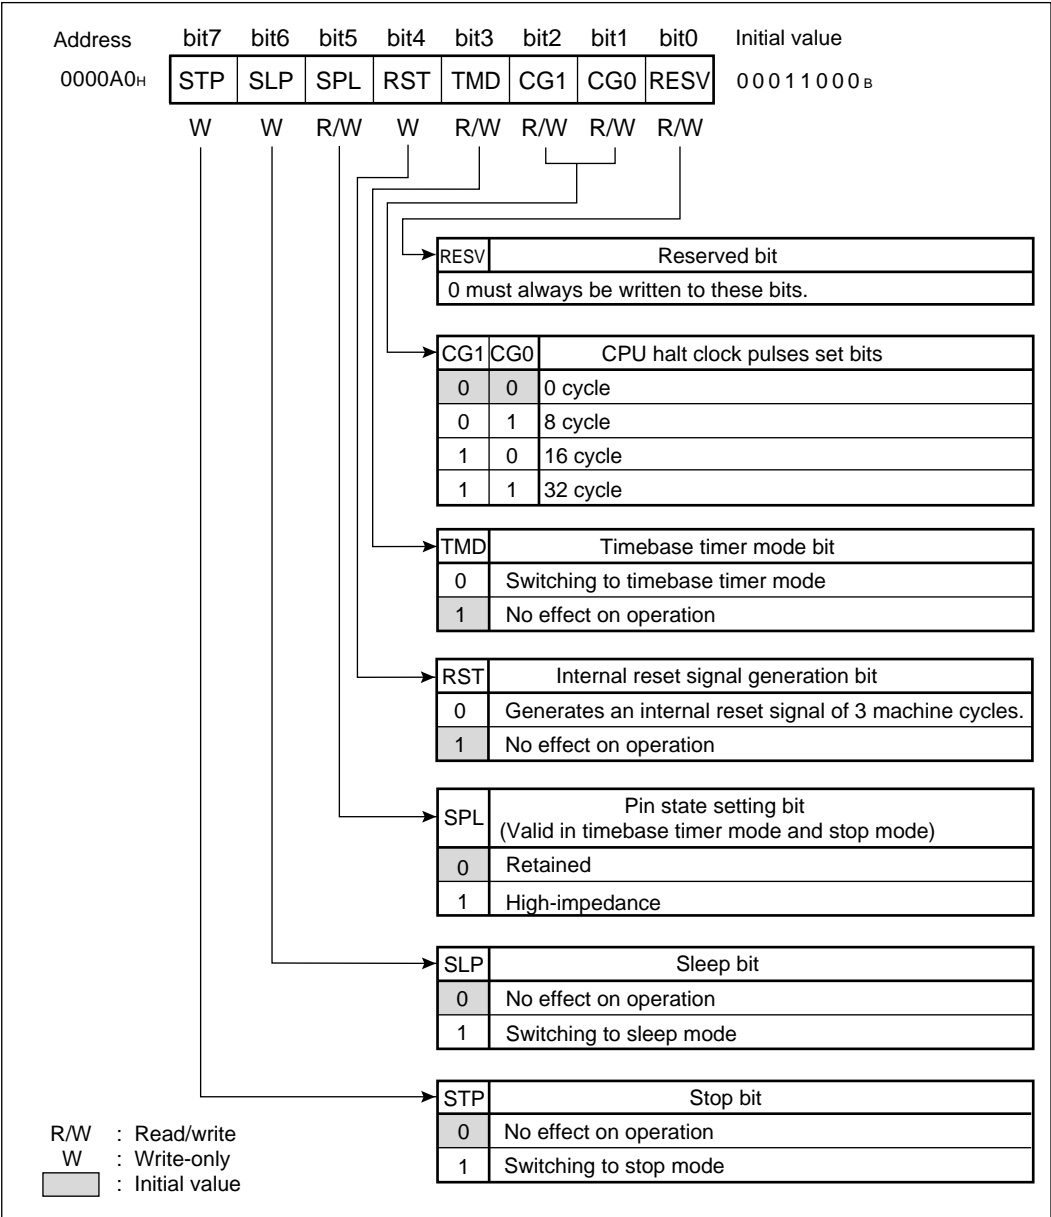 Address bit7 bit6 bit5 bit4 bit3 bit2 bit1 bit0 Initial value
0000A0H STP SLP SPL RST TMD CG1 CG0 RESV 00011000B
W W R/W W R/W R/W R/W R/W
RESV Reserved bit
0 must always be written to these bits.
CG1 CG0 CPU halt clock pulses set bits
0 0 0 cycle
0 1 8 cycle
1 0 16 cycle
1 1 32 cycle
TMD Timebase timer mode bit
0 Switching to timebase timer mode
1 No effect on operation
RST Internal reset signal generation bit
0 Generates an internal reset signal of 3 machine cycles.
1 No effect on operation
SPL Pin state setting bit
(Valid in timebase timer mode and stop mode)
0 Retained
1 High-impedance
SLP Sleep bit
0 No effect on operation
1 Switching to sleep mode
STP Stop bit
0 No effect on operation
1 Switching to stop mode
R/W : Read/write
W : Write-only
: Initial value